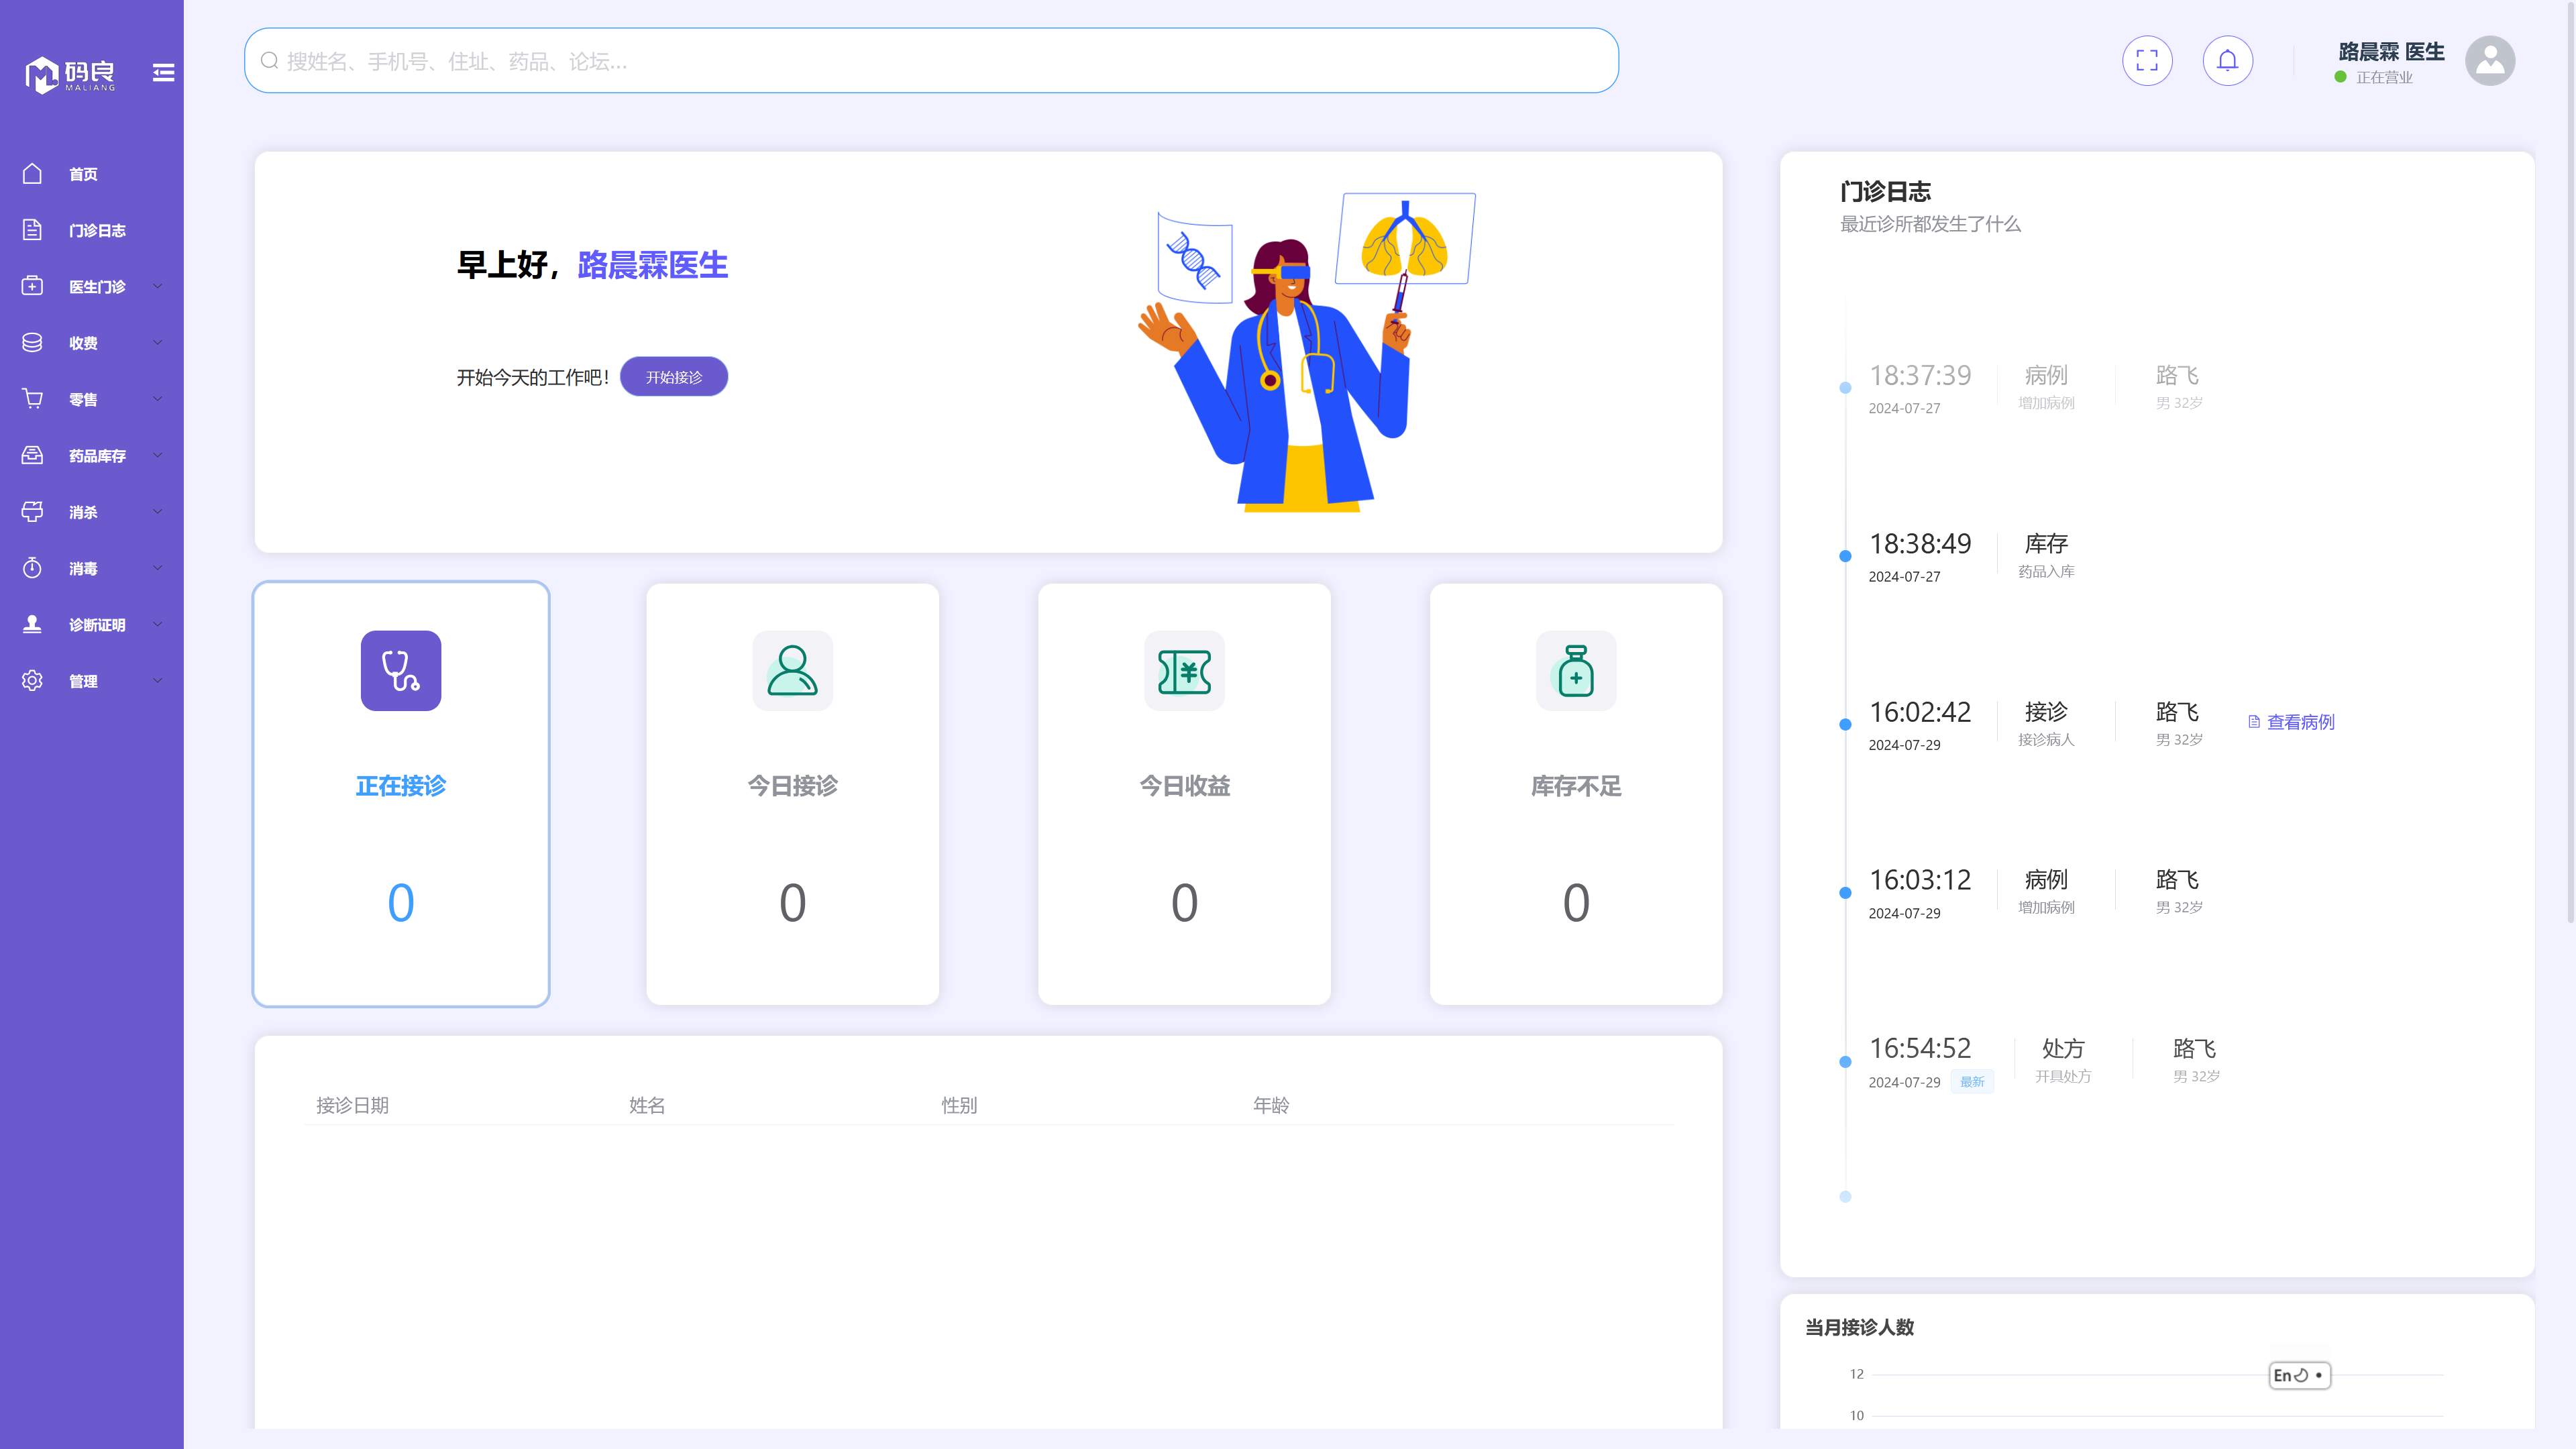 码良
MALIANG
首页
门诊日志
医生门诊
收费
零售
药品库存
消杀
消毒
诊断证明
管理
搜姓名、手机号、住址、药品、论坛...
路晨霖 医生
正在营业
早上好，路晨霖医生
开始今天的工作吧！ 开始接诊
正在接诊
0
今日接诊
0
今日收益
0
库存不足
0
接诊日期 姓名 性别 年龄
门诊日志
最近诊所都发生了什么
18:37:39 病例 路飞
2024-07-27 增加病例 男 32岁
18:38:49 库存
2024-07-27 药品入库
16:02:42 接诊 路飞 查看病例
2024-07-29 接诊病人 男 32岁
16:03:12 病例 路飞
2024-07-29 增加病例 男 32岁
16:54:52 处方 路飞
2024-07-29 最新 开具处方 男 32岁
当月接诊人数
12
En
10